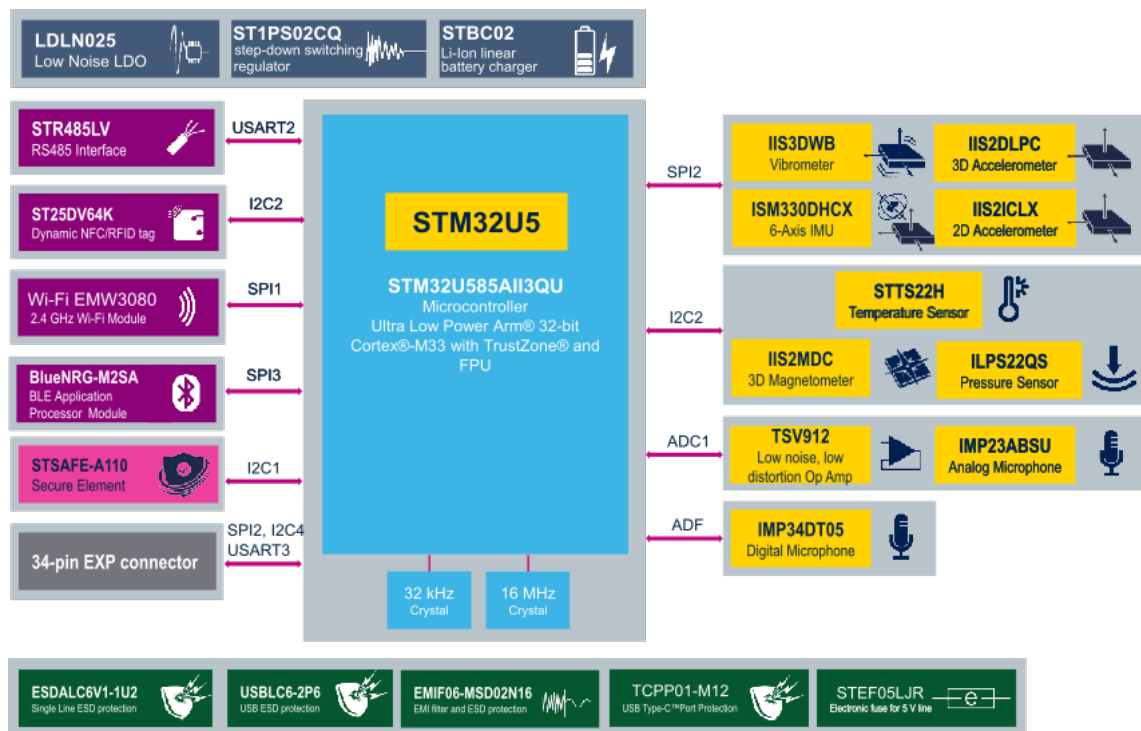 LDLN025
Low Noise LDO
ST1PS02CQ
step-down switching
regulator
STBC02
Li-Ion linear
battery charger
STR485LV
RS485 Interface
USART2
ST25DV64K
Dynamic NFC/RFID tag
I2C2
Wi-Fi EMW3080
2.4 GHz Wi-Fi Module
SPI1
BlueNRG-M2SA
BLE Application
Processor Module
SPI3
STSAFE-A110
Secure Element
I2C1
34-pin EXP connector
SPI2, I2C4
USART3
STM32U5
STM32U585AII3QU
Microcontroller
Ultra Low Power Arm® 32-bit
Cortex®-M33 with TrustZone® and
FPU
32 kHz
Crystal
16 MHz
Crystal
SPI2
IIS3DWB
Vibrometer
IIS2DLPC
3D Accelerometer
ISM330DHCX
6-Axis IMU
IIS2ICLX
2D Accelerometer
I2C2
STTS22H
Temperature Sensor
IIS2MDC
3D Magnetometer
ILPS22QS
Pressure Sensor
ADC1
TSV912
Low noise, low
distortion Op Amp
IMP23ABSU
Analog Microphone
ADF
IMP34DT05
Digital Microphone
ESDALC6V1-1U2
Single Line ESD protection
USBLC6-2P6
USB ESD protection
EMIF06-MSD02N16
EMI filter and ESD protection
TCPP01-M12
USB Type-C™Port Protection
STEF05LJR
Electronic fuse for 5 V line
e